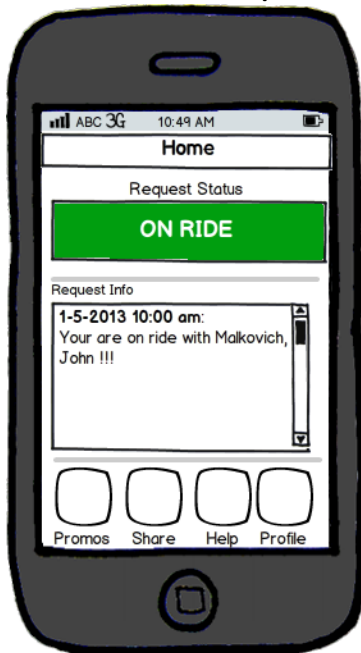 ABC 3G 10:49 AM
Home
Request Status
ON RIDE
Request Info
1-5-2013 10:00 am:
Your are on ride with Malkovich,
John !!!
Promos Share Help Profile